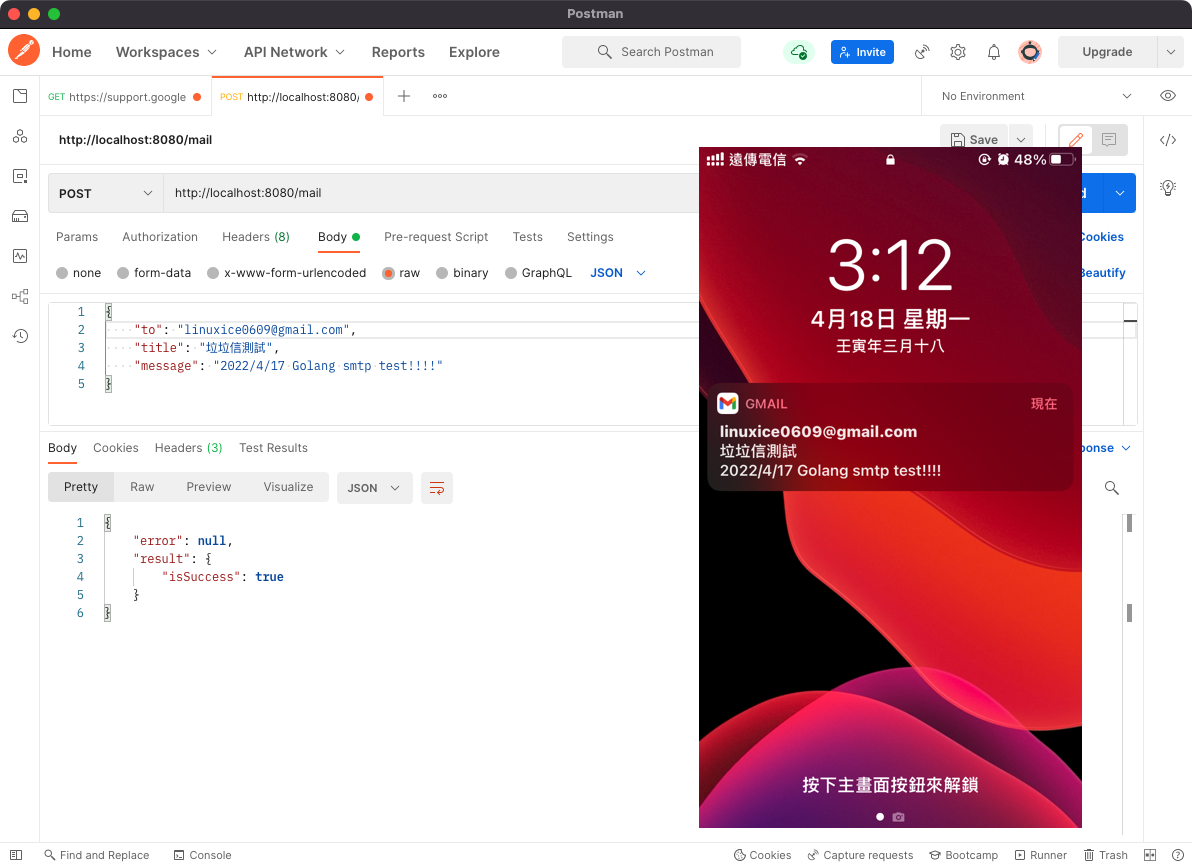 Postman
Home Workspaces API Network Reports Explore Search Postman Invite Upgrade
GET https://support.google POST http://localhost:8080/ No Environment
http://localhost:8080/mail Save
POST http://localhost:8080/mail
Params Authorization Headers (8) Body Pre-request Script Tests Settings Cookies
none form-data x-www-form-urlencoded raw binary GraphQL JSON Beautify
1 {
2 "to": "linuxice0609@gmail.com",
3 "title": "垃垃信測試",
4 "message": "2022/4/17 Golang smtp test!!!!"
5 }
Body Cookies Headers (3) Test Results
Pretty Raw Preview Visualize JSON
1 {
2 "error": null,
3 "result": {
4 "isSuccess": true
5 }
6 }
遠傳電信 48%
3:12
4月18日 星期一
壬寅年三月十八
GMAIL 現在
linuxice0609@gmail.com
垃垃信測試
2022/4/17 Golang smtp test!!!!
按下主畫面按鈕來解鎖
Find and Replace Console Cookies Capture requests Bootcamp Runner Trash